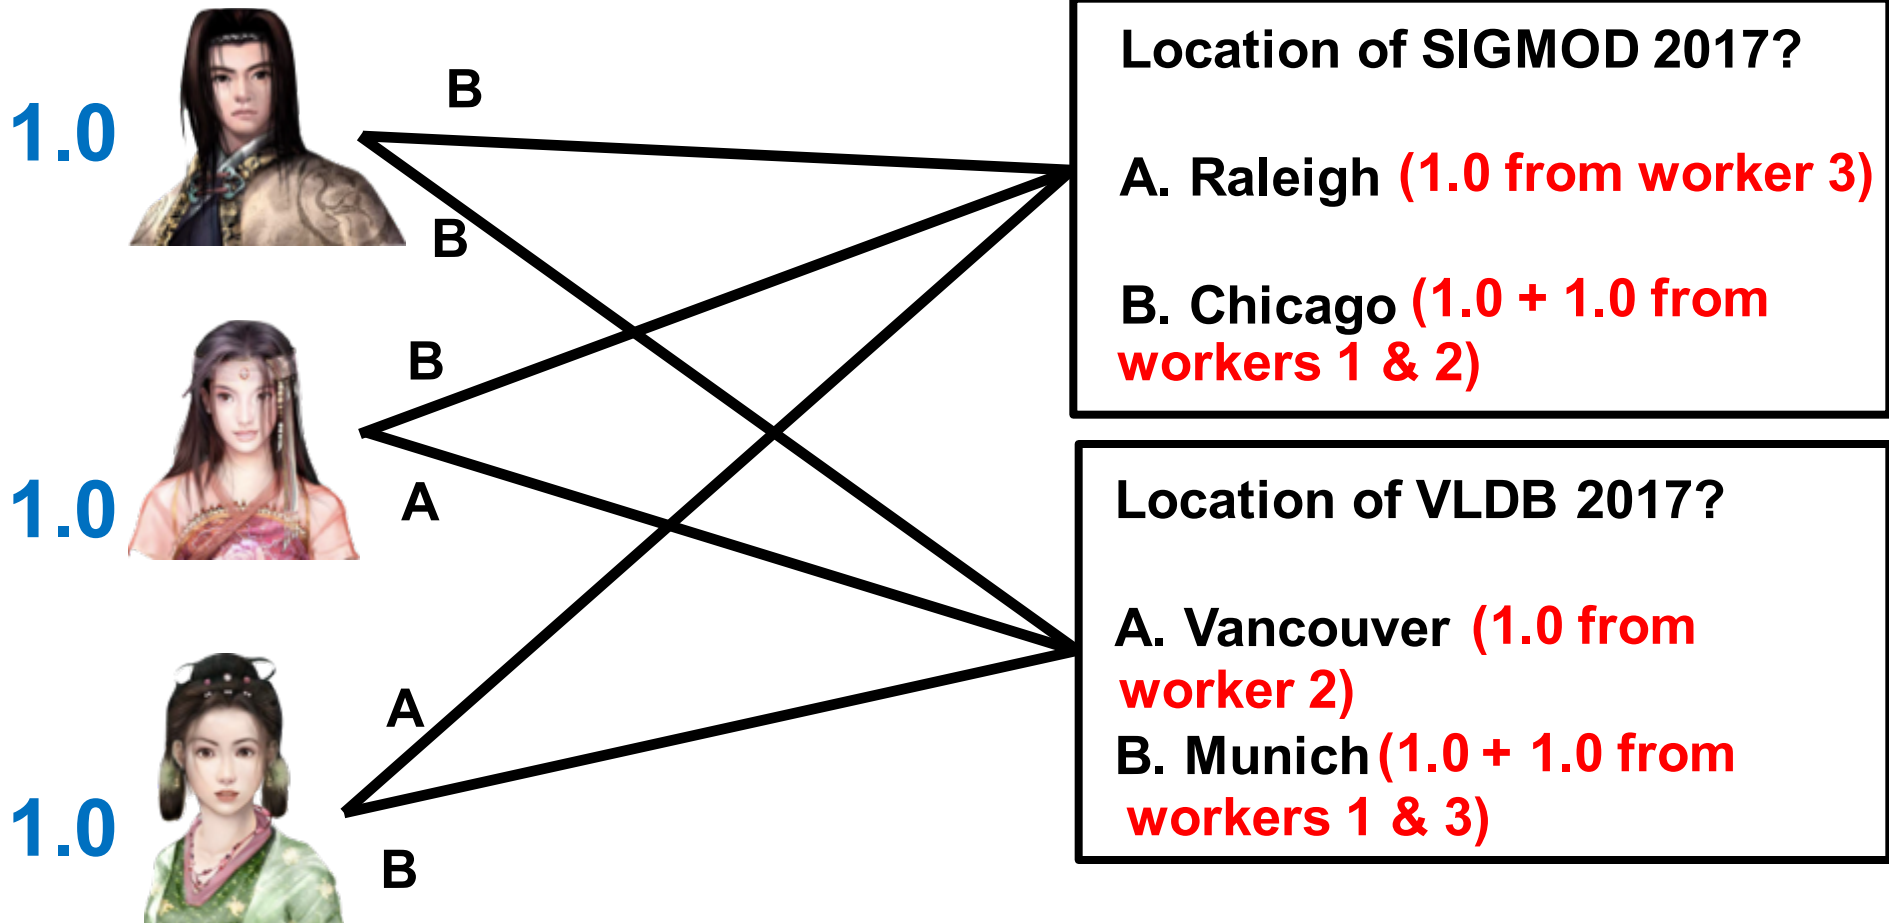 1.0
B
B
1.0
B
A
1.0
A
B
Location of SIGMOD 2017?
A. Raleigh (1.0 from worker 3)
B. Chicago (1.0 + 1.0 from
workers 1 & 2)
Location of VLDB 2017?
A. Vancouver (1.0 from
worker 2)
B. Munich (1.0 + 1.0 from
workers 1 & 3)